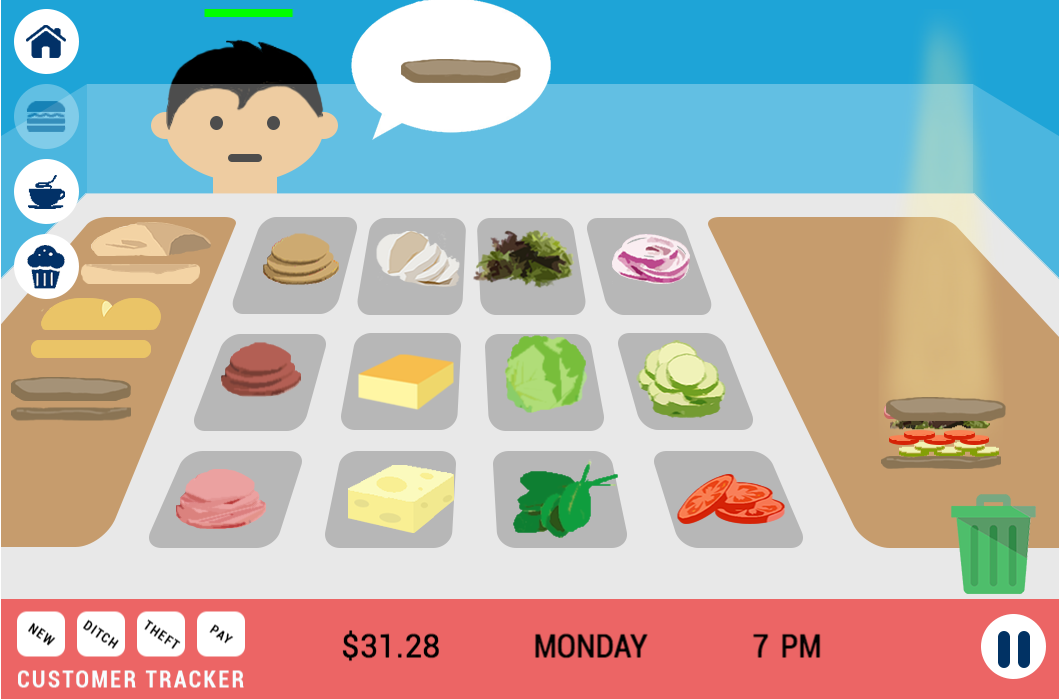 NEW
DITCH
THEFT
PAY
$31.28 MONDAY 7 PM
CUSTOMER TRACKER